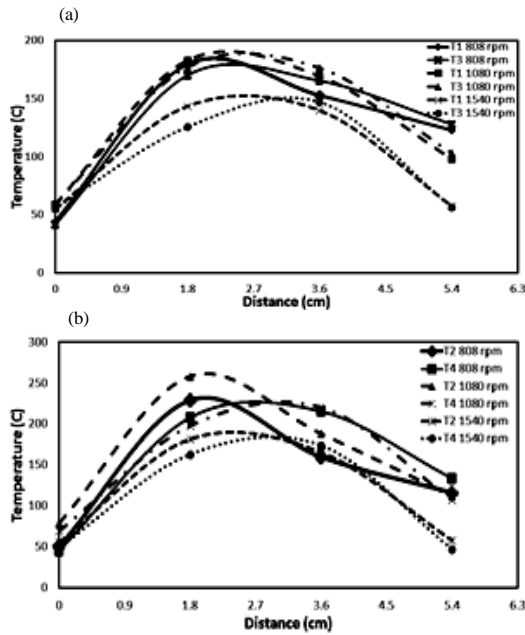 (a)
200
150
100
50
0
Temperature (C)
T1 808 rpm
T3 808 rpm
T1 1080 rpm
T3 1080 rpm
T1 1540 rpm
T3 1540 rpm
0 0.9 1.8 2.7 3.6 4.5 5.4 6.3
Distance (cm)
(b)
300
250
200
150
100
50
0
Temperature (C)
T2 808 rpm
T4 808 rpm
T2 1080 rpm
T4 1080 rpm
T2 1540 rpm
T4 1540 rpm
0 0.9 1.8 2.7 3.6 4.5 5.4 6.3
Distance (cm)